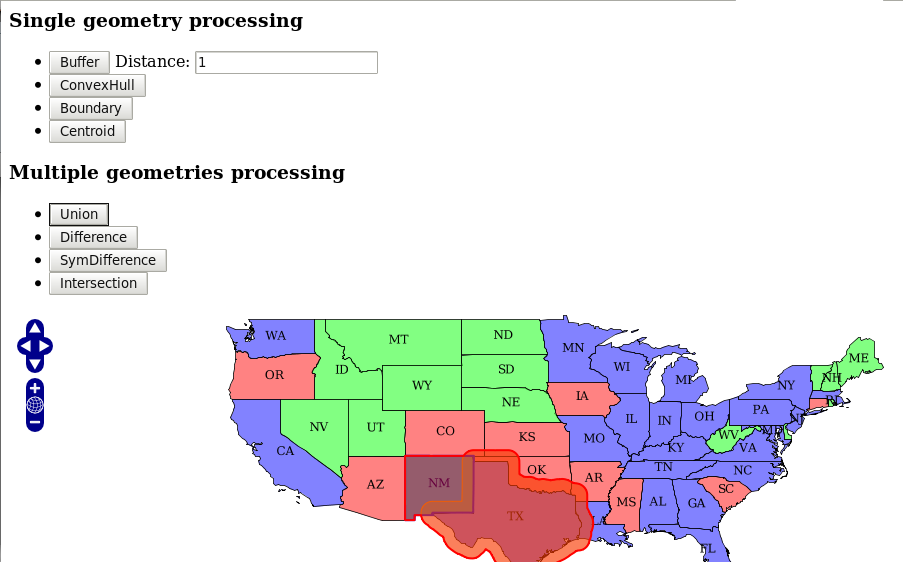 Single geometry processing
Buffer Distance: 1
ConvexHull
Boundary
Centroid
Multiple geometries processing
Union
Difference
SymDifference
Intersection
WA MT ND MN ME
OR ID SD WI MI NH NY
WY NE IA PA
NV UT CO KS MO IL IN OH WV VA
CA KY
AZ NM OK AR TN NC
TX MS AL GA SC
FL